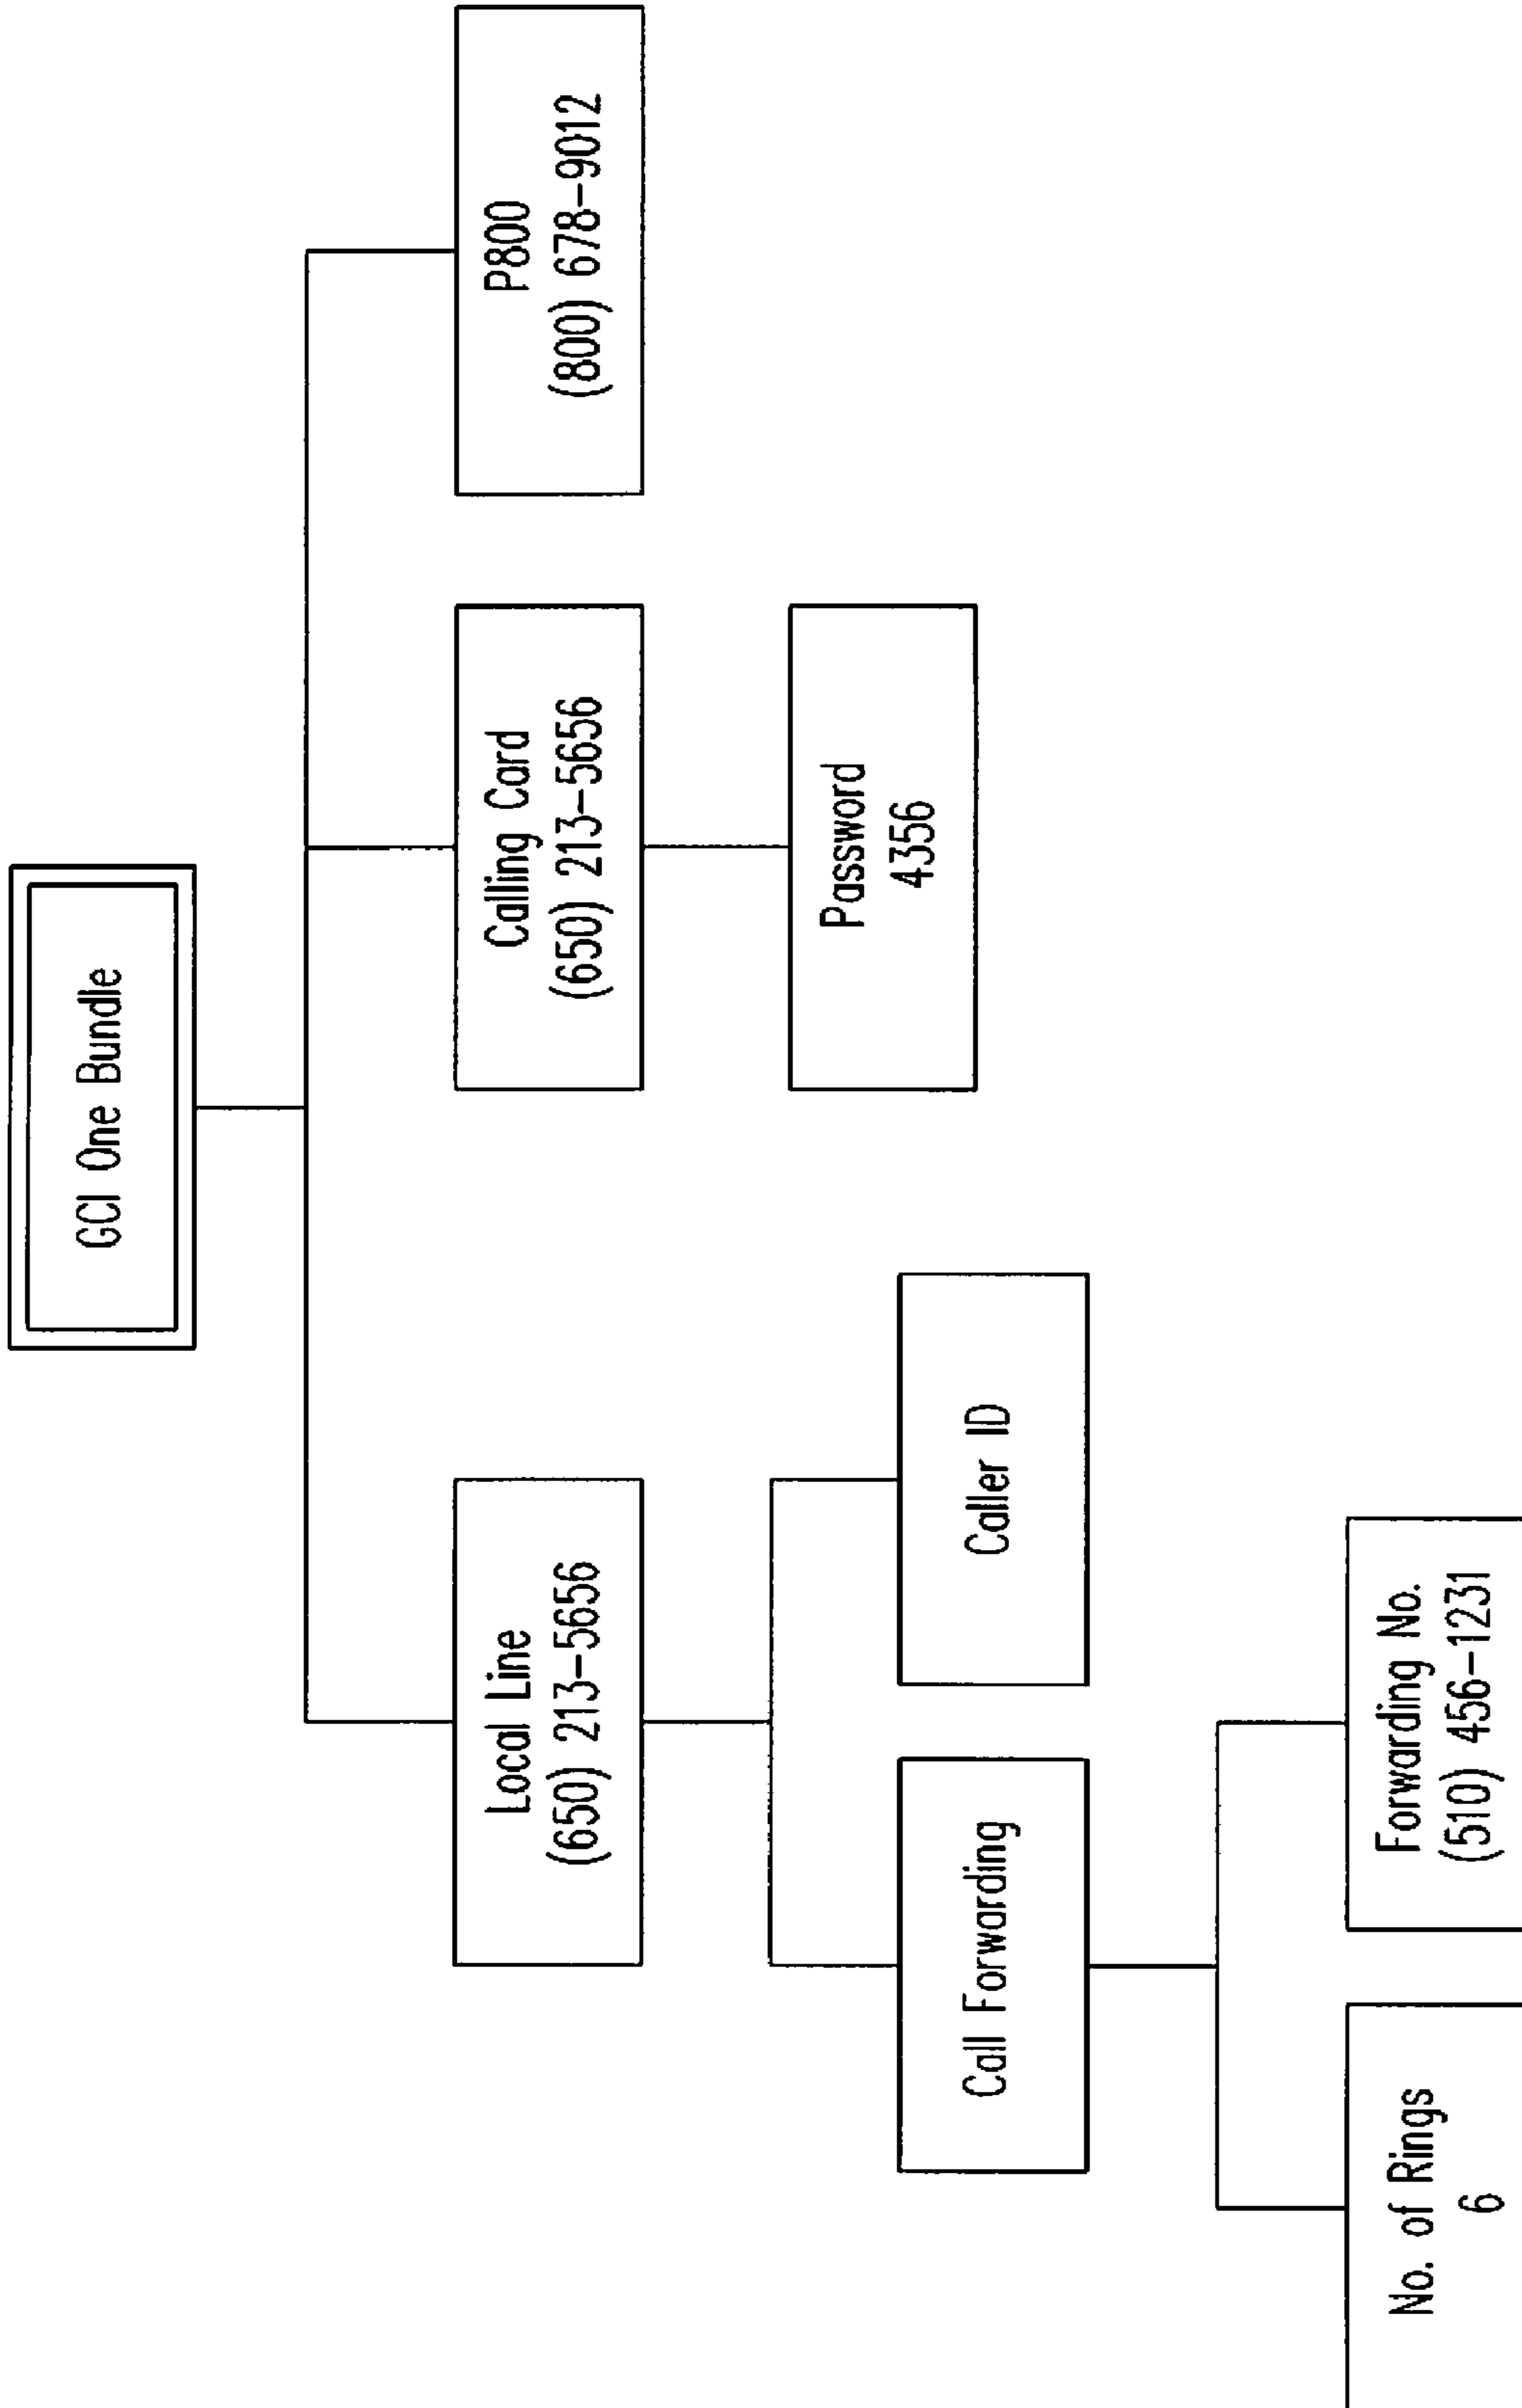 GCI One Bundle
Local Line
(650) 213-5656
Calling Card
(650) 213-5656
P800
(800) 678-9012
Password
4356
Call Forwarding
Caller ID
No. of Rings
6
Forwarding No.
(510) 456-1231